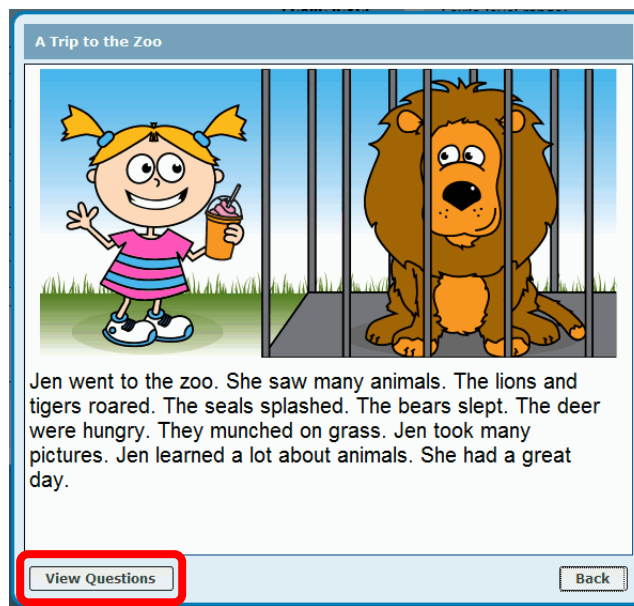 A Trip to the Zoo
Jen went to the zoo. She saw many animals. The lions and
tigers roared. The seals splashed. The bears slept. The deer
were hungry. They munched on grass. Jen took many
pictures. Jen learned a lot about animals. She had a great
day.
View Questions
Back